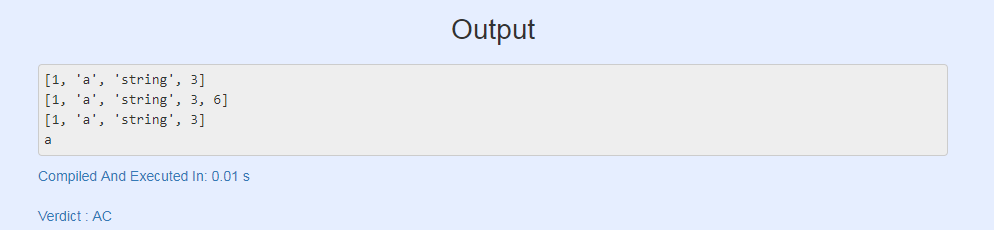 Output
[1, 'a', 'string', 3]
[1, 'a', 'string', 3, 6]
[1, 'a', 'string', 3]
a
Compiled And Executed In: 0.01 s
Verdict : AC